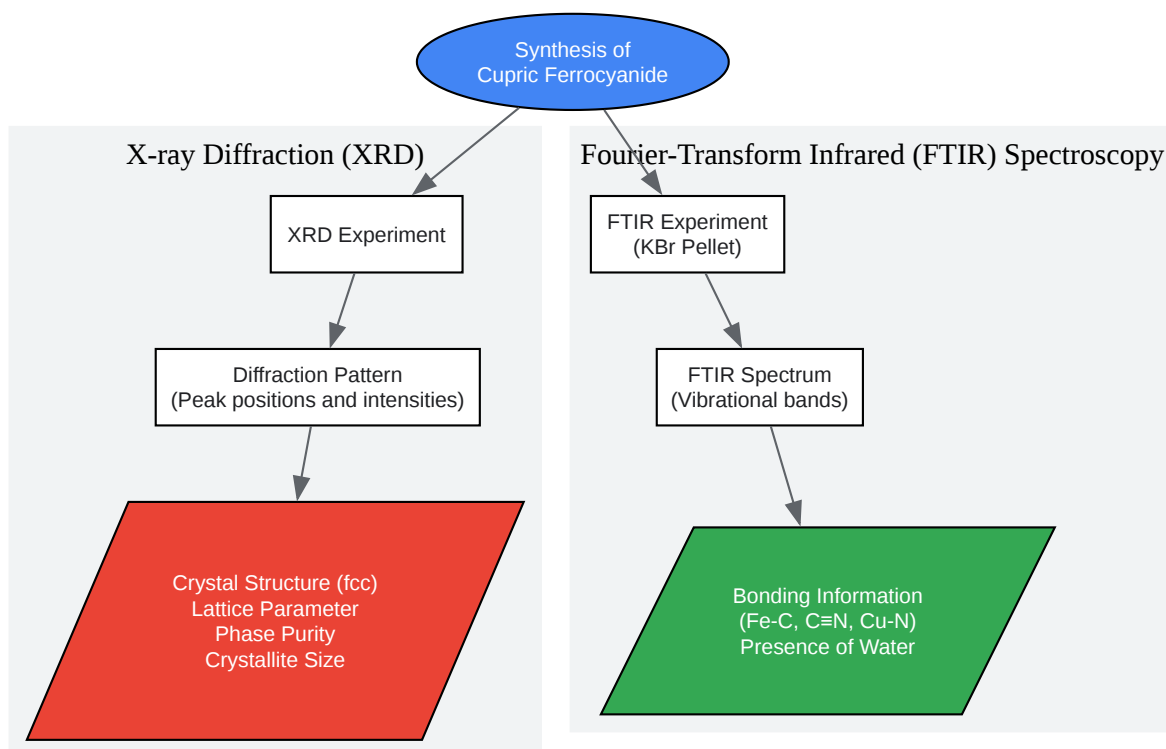 Synthesis of
Cupric Ferrocyanide
X-ray Diffraction (XRD)
XRD Experiment
Diffraction Pattern
(Peak positions and intensities)
Crystal Structure (fcc)
Lattice Parameter
Phase Purity
Crystallite Size
Fourier-Transform Infrared (FTIR) Spectroscopy
FTIR Experiment
(KBr Pellet)
FTIR Spectrum
(Vibrational bands)
Bonding Information
(Fe-C, C≡N, Cu-N)
Presence of Water